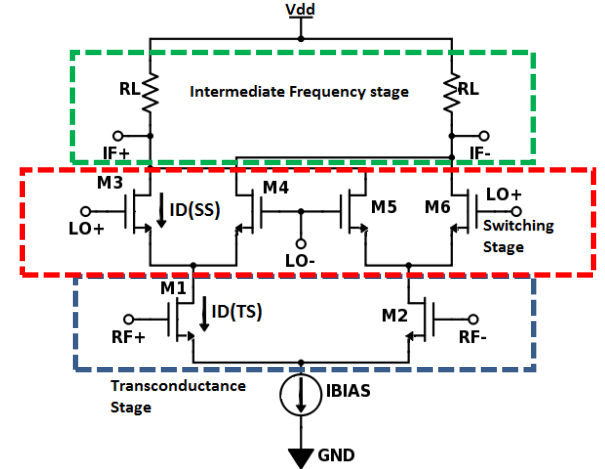 Vdd
RL
Intermediate Frequency stage
RL
IF+
IF-
M3
M4
M5
M6
LO+
ID(SS)
LO+
Switching
Stage
LO-
M1
ID(TS)
M2
RF+
RF-
Transconductance
Stage
IBIAS
GND